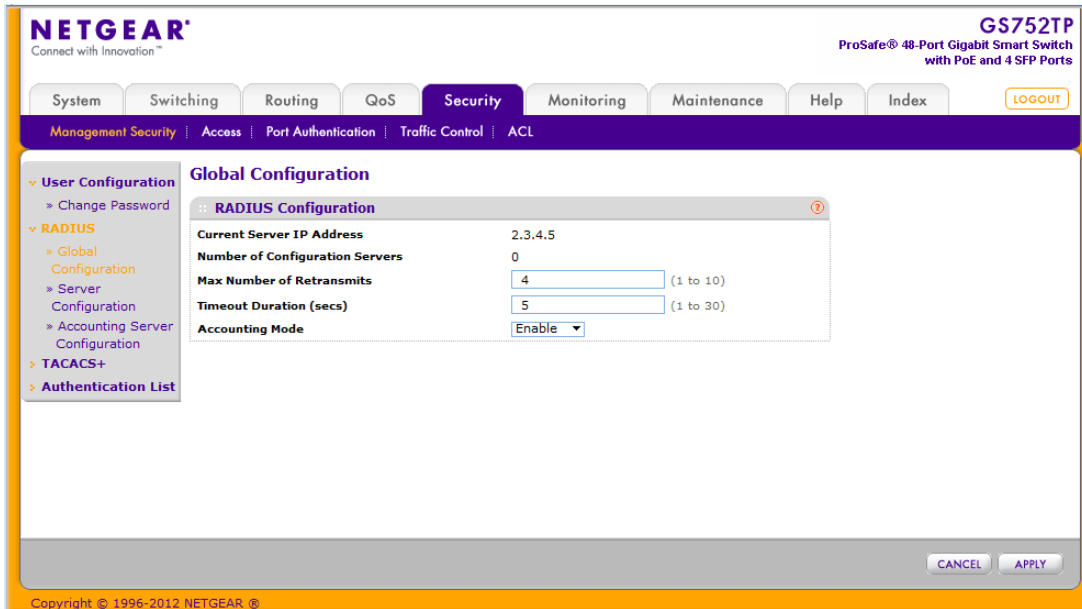 NETGEAR®
Connect with Innovation™
GS752TP
ProSafe® 48-Port Gigabit Smart Switch
with PoE and 4 SFP Ports
System Switching Routing QoS Security Monitoring Maintenance Help Index LOGOUT
Management Security | Access | Port Authentication | Traffic Control | ACL
User Configuration
» Change Password
RADIUS
» Global
Configuration
» Server
Configuration
» Accounting Server
Configuration
TACACS+
Authentication List
Global Configuration
RADIUS Configuration ?
Current Server IP Address 2.3.4.5
Number of Configuration Servers 0
Max Number of Retransmits 4 (1 to 10)
Timeout Duration (secs) 5 (1 to 30)
Accounting Mode Enable
CANCEL APPLY
Copyright © 1996-2012 NETGEAR ®